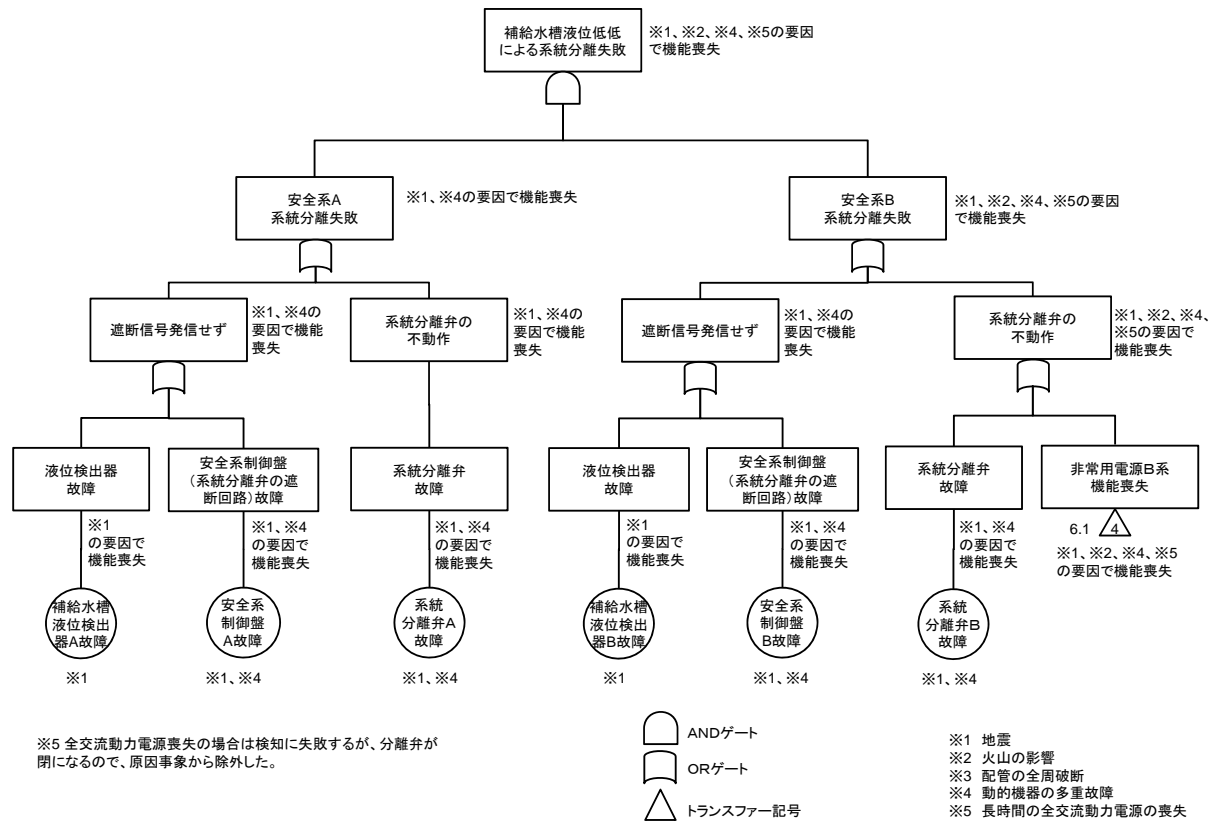 補給水槽液位低低
による系統分離失敗
※1、※2、※4、※5の要因
で機能喪失
安全系A
系統分離失敗
※1、※4の要因で機能喪失
安全系B
系統分離失敗
※1、※2、※4、※5の要因
で機能喪失
遮断信号発信せず
※1、※4の
要因で機能
喪失
系統分離弁の
不動作
※1、※4の
要因で機能
喪失
遮断信号発信せず
※1、※4の
要因で機能
喪失
系統分離弁の
不動作
※1、※2、※4、
※5の要因で
機能喪失
液位検出器
故障
※1
の要因で
機能喪失
安全系制御盤
(系統分離弁の遮
断回路)故障
※1、※4
の要因で
機能喪失
系統分離弁
故障
※1、※4
の要因で
機能喪失
液位検出器
故障
※1
の要因で
機能喪失
安全系制御盤
(系統分離弁の遮
断回路)故障
※1、※4
の要因で
機能喪失
系統分離弁
故障
※1、※4
の要因で
機能喪失
非常用電源B系
機能喪失
6.1 4
※1、※2、※4、※5
の要因で機能喪失
補給水槽
液位検出
器A故障
※1
安全系
制御盤
A故障
※1、※4
系統
分離弁A
故障
※1、※4
補給水槽
液位検出
器B故障
※1
安全系
制御盤
B故障
※1、※4
系統
分離弁B
故障
※1、※4
※5 全交流動力電源喪失の場合は検知に失敗するが、分離弁が
閉になるので、原因事象から除外した。
ANDゲート
ORゲート
トランスファー記号
※1 地震
※2 火山の影響
※3 配管の全周破断
※4 動的機器の多重故障
※5 長時間の全交流動力電源の喪失